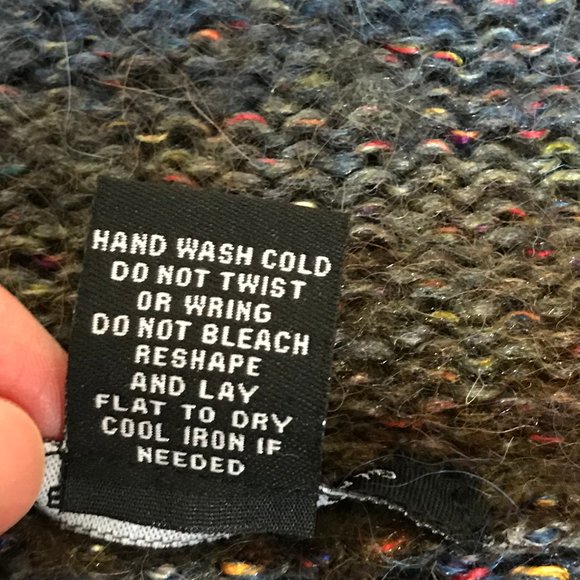 HAND WASH COLD
DO NOT TWIST
OR WRING
DO NOT BLEACH
RESHAPE
AND LAY
FLAT TO DRY
COOL IRON IF
NEEDED